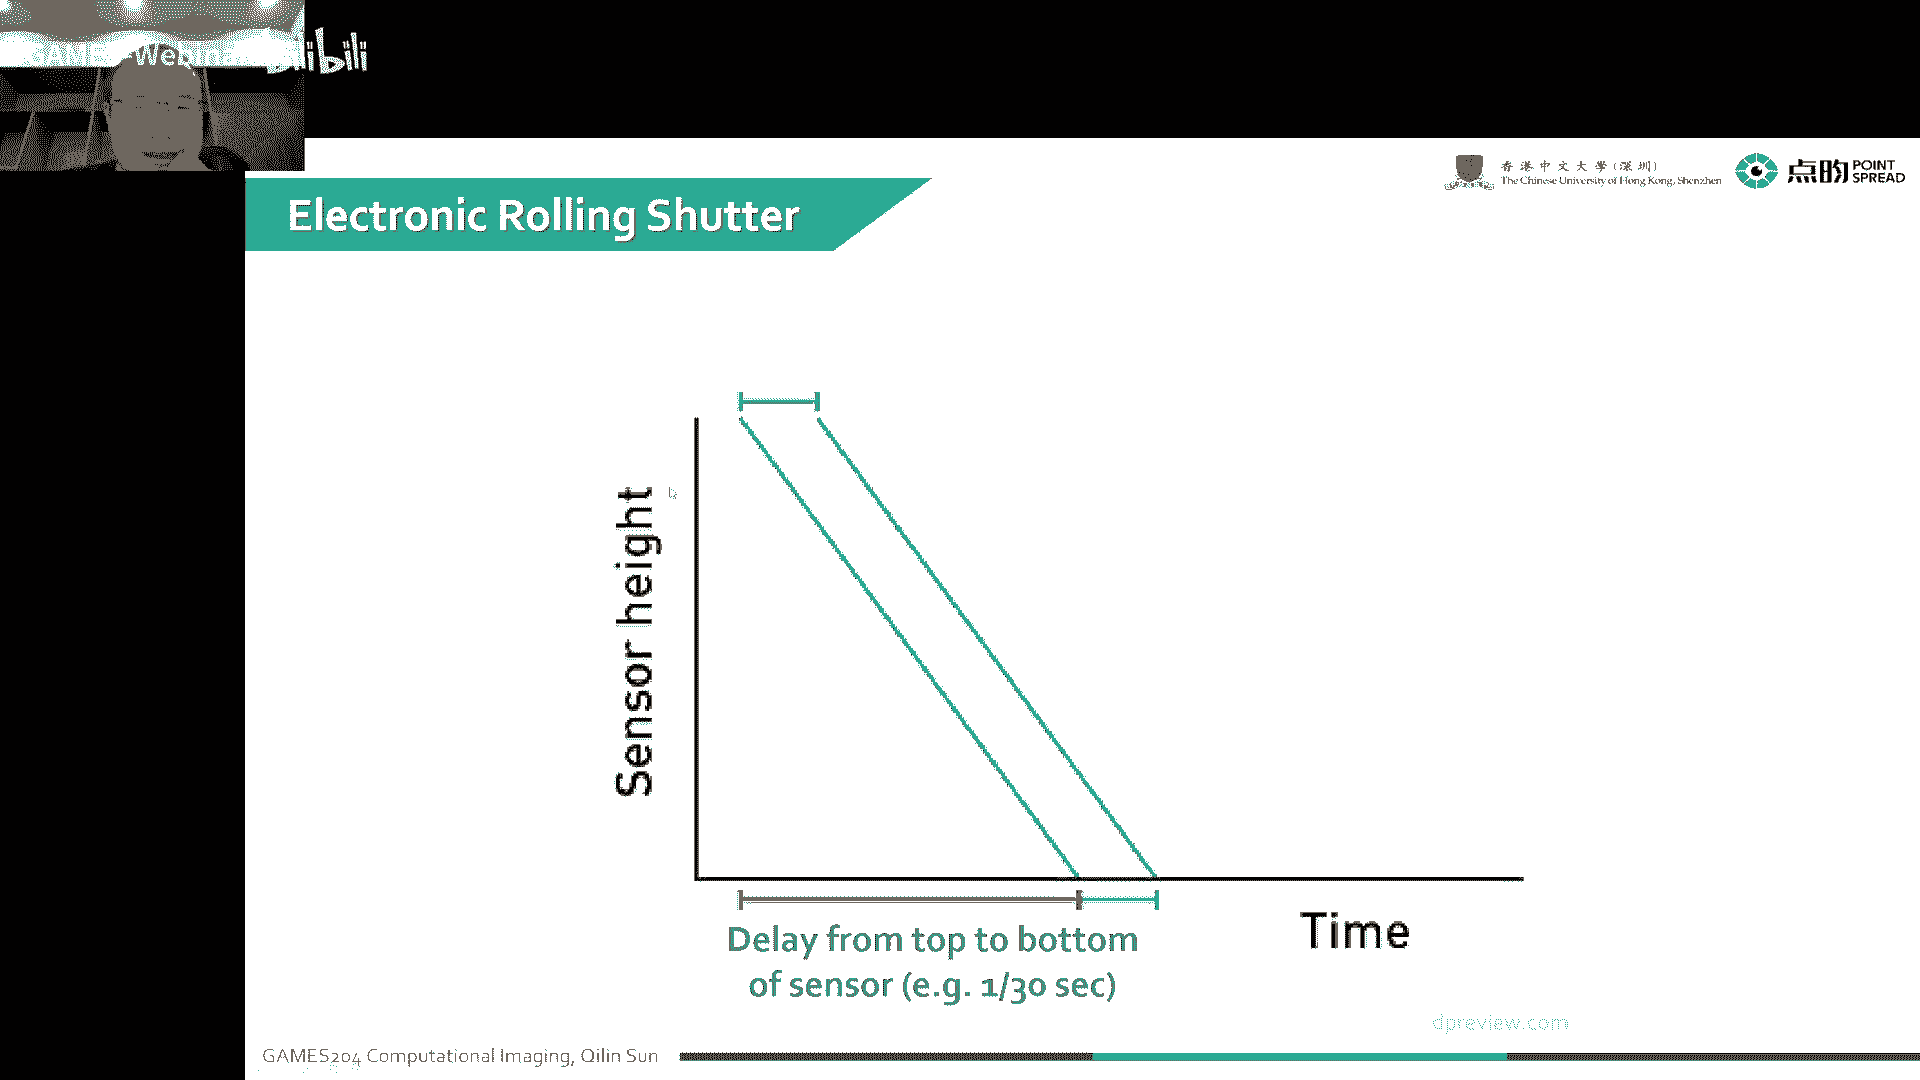 GAMES-Webinar
bilibili
香港中文大學(深圳)
The Chinese University of Hong Kong, Shenzhen
点昀 POINT SPREAD
Electronic Rolling Shutter
Sensor height
Time
Delay from top to bottom
of sensor (e.g. 1/30 sec)
dpreview.com
GAMES204 Computational Imaging, Qilin Sun